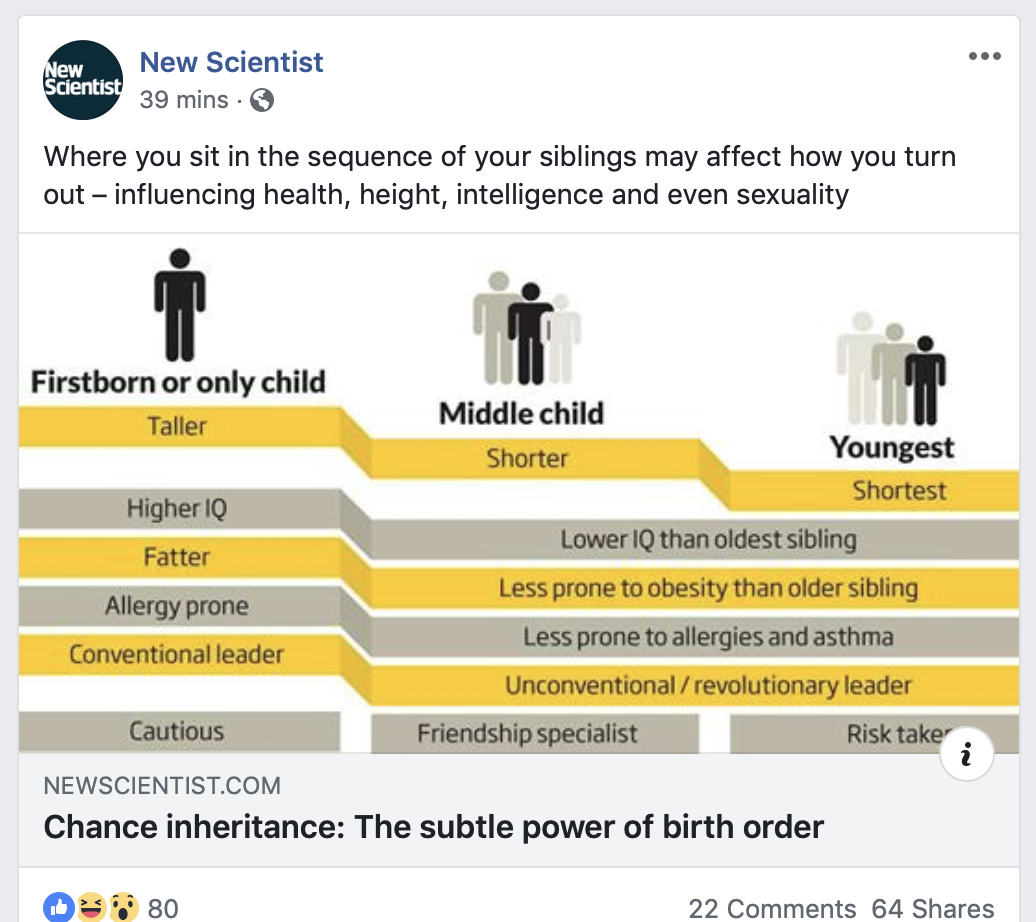 New
Scientist
New Scientist
39 mins ·
Where you sit in the sequence of your siblings may affect how you turn
out – influencing health, height, intelligence and even sexuality
Firstborn or only child
Middle child
Youngest
Taller
Shorter
Shortest
Higher IQ
Lower IQ than oldest sibling
Fatter
Less prone to obesity than older sibling
Allergy prone
Less prone to allergies and asthma
Conventional leader
Unconventional / revolutionary leader
Cautious
Friendship specialist
Risk taker
i
NEWSCIENTIST.COM
Chance inheritance: The subtle power of birth order
80
22 Comments 64 Shares